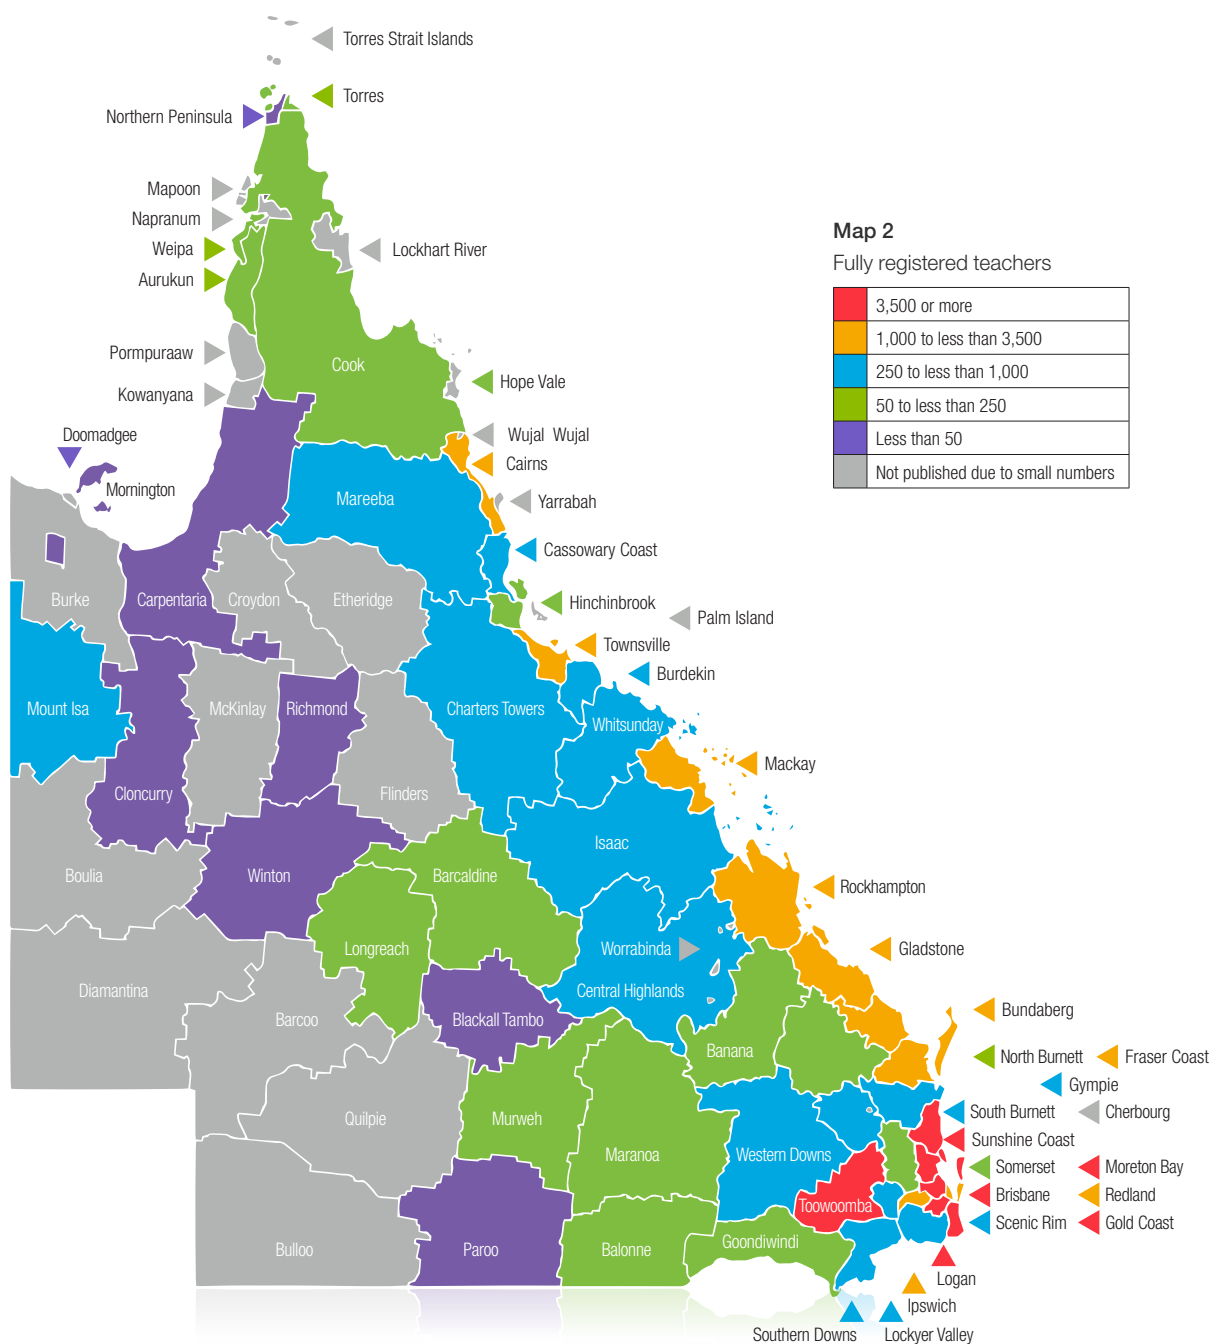 Torres Strait Islands
Torres
Northern Peninsula
Mapoon
Napranum
Weipa
Lockhart River
Aurukun
Map 2
Fully registered teachers
3,500 or more
1,000 to less than 3,500
250 to less than 1,000
50 to less than 250
Less than 50
Not published due to small numbers
Pormpuraaw
Cook
Hope Vale
Kowanyana
Doomadgee
Wujal Wujal
Cairns
Mornington
Mareeba
Yarrabah
Cassowary Coast
Burke
Carpentaria
Croydon
Etheridge
Hinchinbrook
Palm Island
Townsville
Burdekin
Mount Isa
McKinlay
Richmond
Charters Towers
Whitsunday
Mackay
Cloncurry
Flinders
Isaac
Boulia
Winton
Barcaldine
Rockhampton
Longreach
Worrabinda
Gladstone
Diamantina
Central Highlands
Barcoo
Blackall Tambo
Bundaberg
Banana
North Burnett
Fraser Coast
Gympie
Quilpie
Murweh
South Burnett
Cherbourg
Sunshine Coast
Maranoa
Western Downs
Somerset
Moreton Bay
Brisbane
Redland
Toowoomba
Scenic Rim
Gold Coast
Bulloo
Paroo
Balonne
Goondiwindi
Logan
Ipswich
Southern Downs
Lockyer Valley